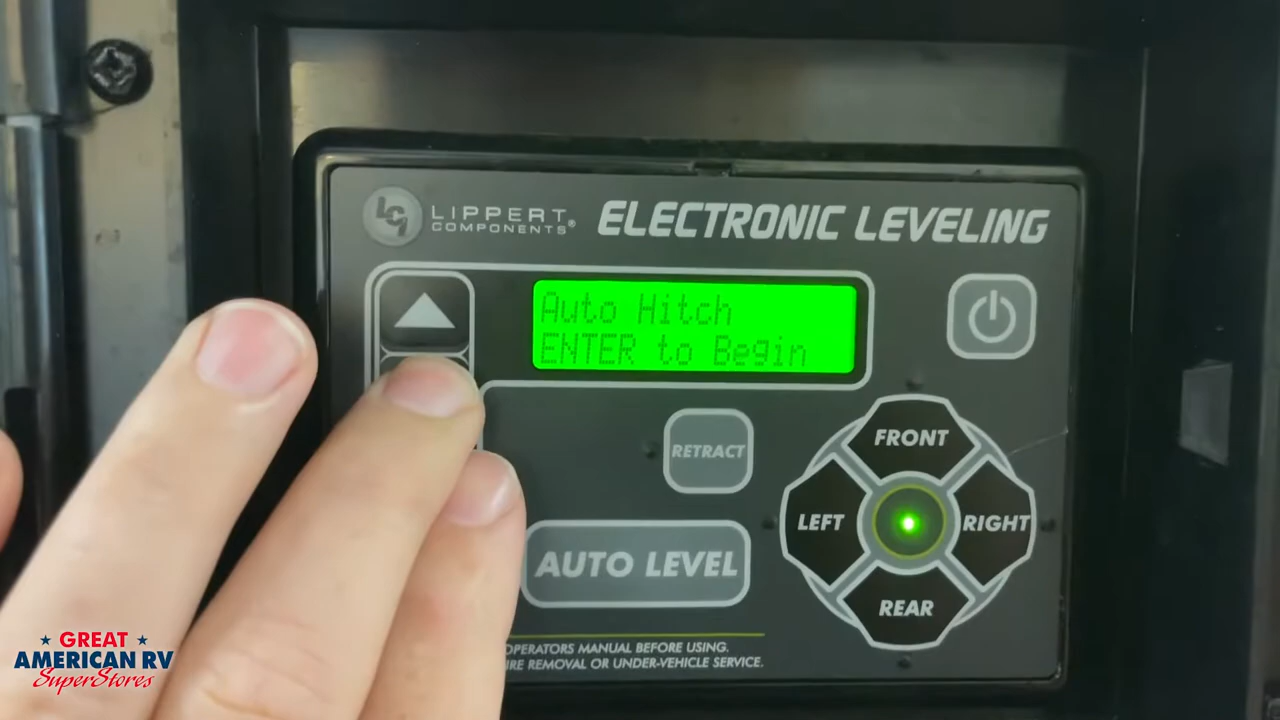 LCI LIPPERT COMPONENTS® ELECTRONIC LEVELING
Auto Hitch
ENTER to Begin
RETRACT
FRONT
LEFT
RIGHT
AUTO LEVEL
REAR
OPERATORS MANUAL BEFORE USING.
REMOVAL OR UNDER-VEHICLE SERVICE.
GREAT
AMERICAN RV
SuperStores